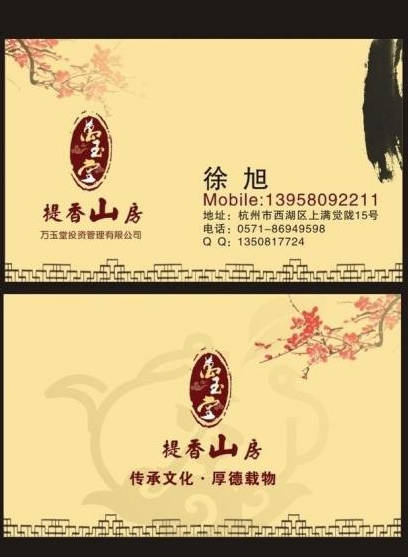 萬玉堂
提香山房
万玉堂投资管理有限公司
徐 旭
Mobile:13958092211
地址：杭州市西湖区上满觉陇15号
电话：0571-86949598
Q Q：1350817724
萬玉堂
提香山房
传承文化·厚德载物